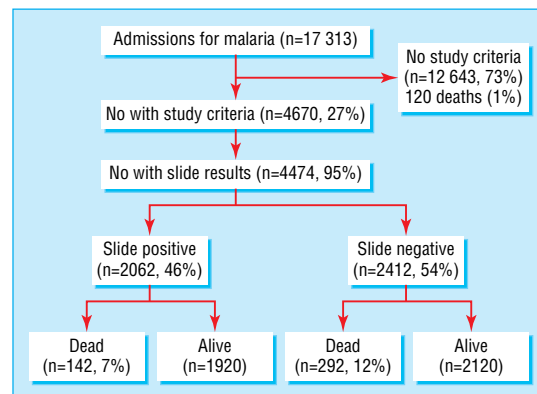 Admissions for malaria (n=17 313)
No study criteria
(n=12 643, 73%)
120 deaths (1%)
No with study criteria (n=4670, 27%)
No with slide results (n=4474, 95%)
Slide positive
(n=2062, 46%)
Slide negative
(n=2412, 54%)
Dead
(n=142, 7%)
Alive
(n=1920)
Dead
(n=292, 12%)
Alive
(n=2120)